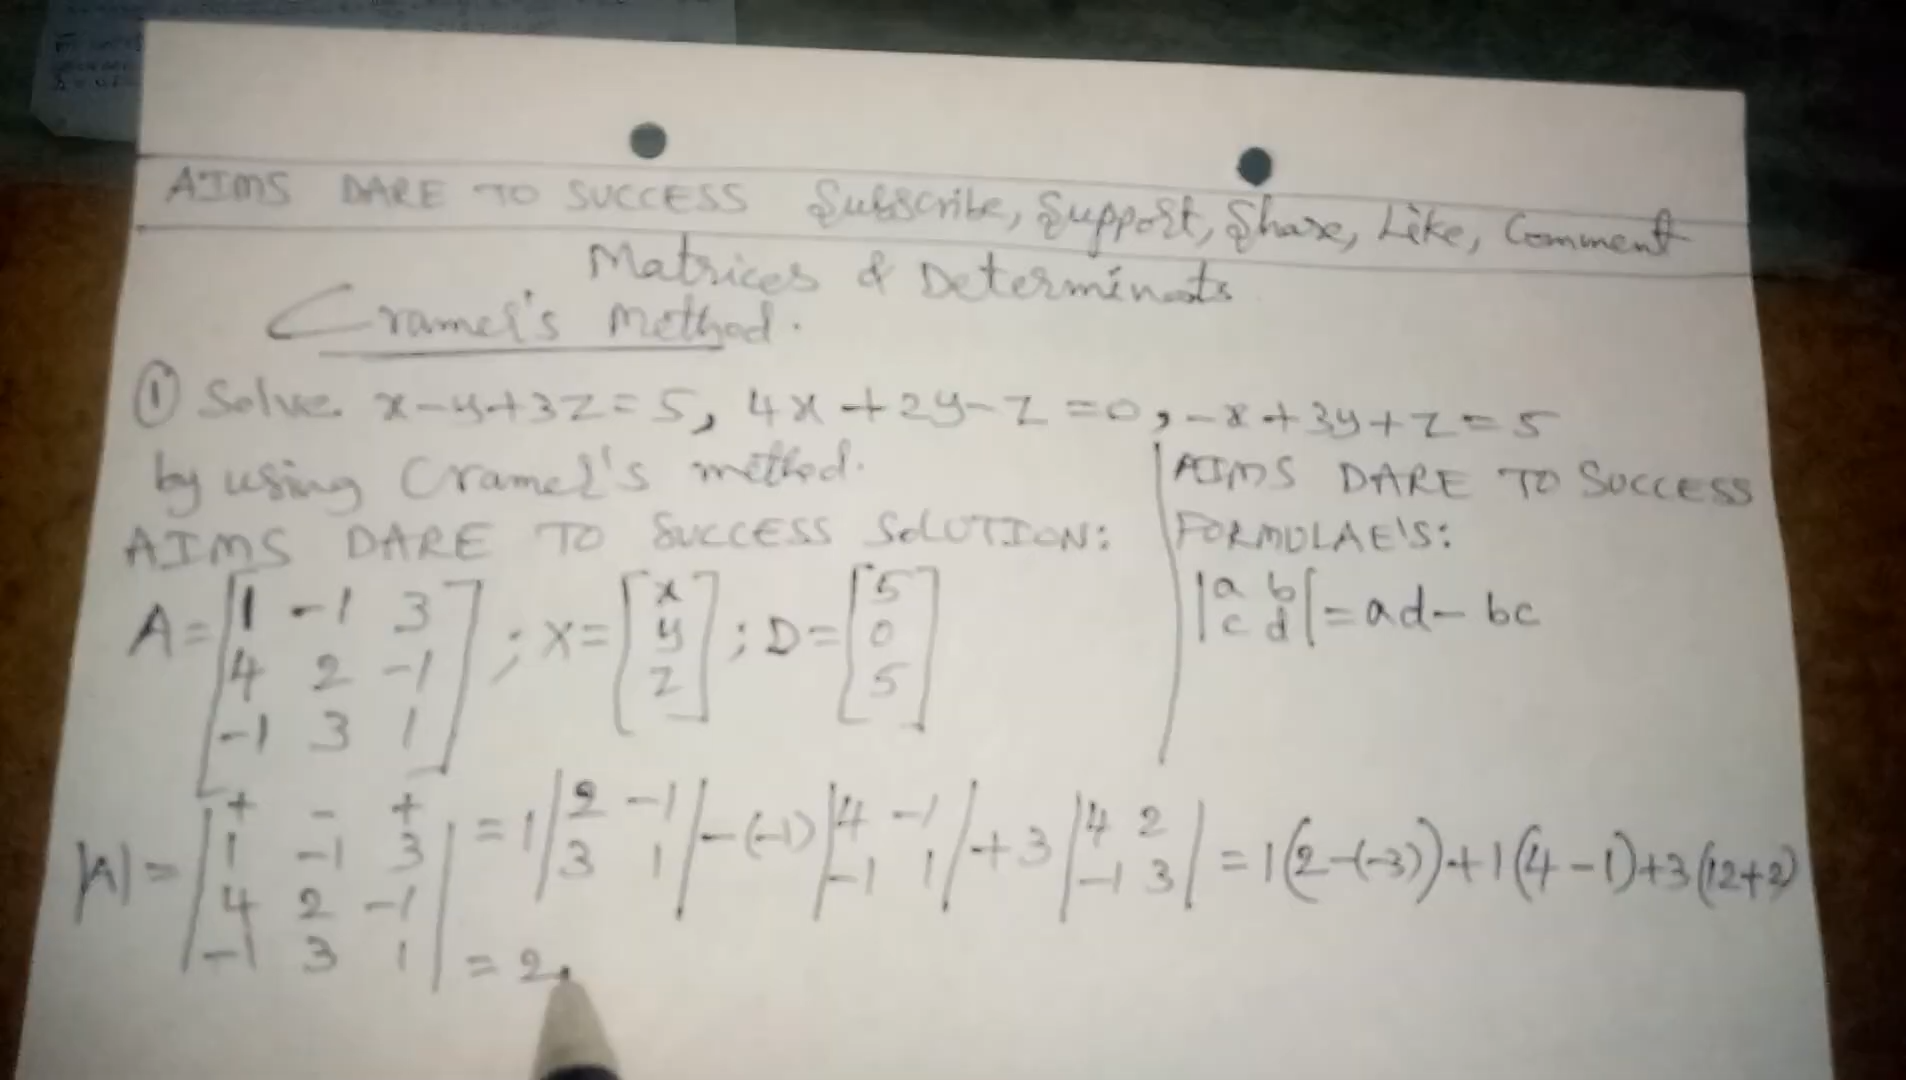 AIMS DARE TO SUCCESS Subscribe, Support, Share, Like, Comment
Matrices & Determinants
Cramer's Method.
① Solve x-y+3z=5, 4x+2y-z=0, -x+3y+z=5
by using Cramer's method.
AIMS DARE TO SUCCESS SOLUTION:
AIMS DARE TO SUCCESS
FORMULAE'S:
|a b| = ad - bc
|c d|
A = [1 -1 3] ; X = [x] ; D = [5]
[4 2 -1] [y] [0]
[-1 3 1] [z] [5]
+ - +
|A| = |1 -1 3| = 1|2 -1| -(-1)|4 -1| +3|4 2| = 1(2-(-3))+1(4-1)+3(12+2)
|4 2 -1| |3 1| |-1 1| |-1 3|
|-1 3 1| = 2